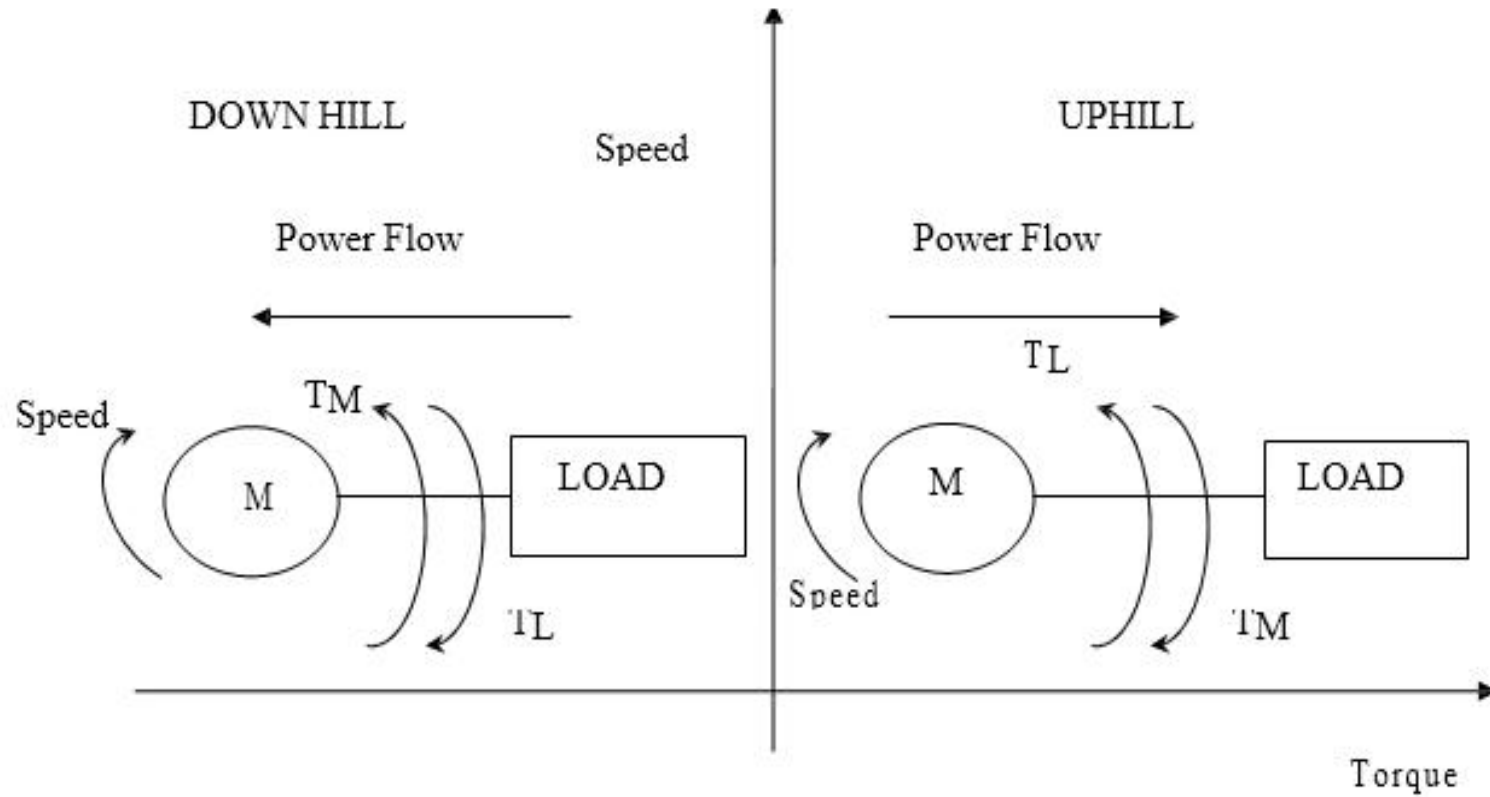 DOWN HILL
Speed
UPHILL
Power Flow
Power Flow
TL
TM
Speed
M
LOAD
M
LOAD
Speed
TL
TM
Torque